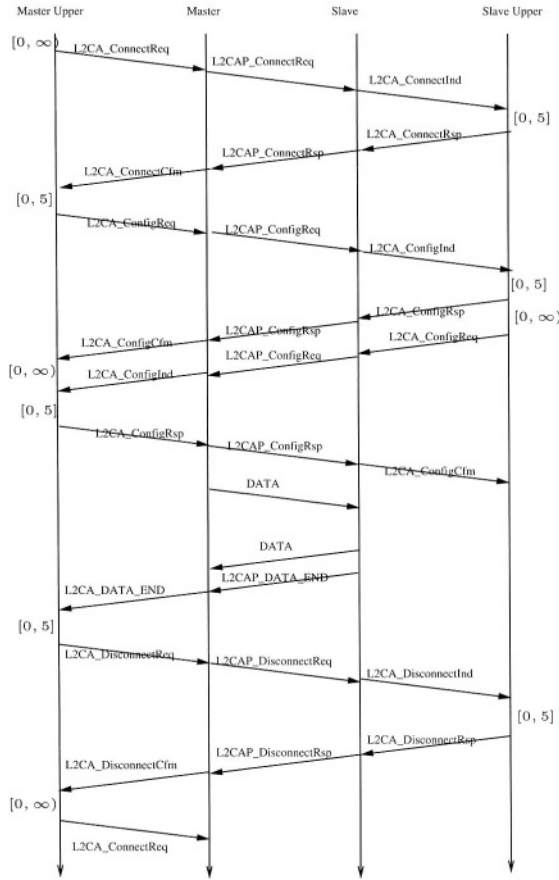 Master Upper Master Slave Slave Upper
[0, ∞)
L2CA_ConnectReq
L2CAP_ConnectReq
L2CA_ConnectInd
[0, 5]
L2CA_ConnectRsp
L2CAP_ConnectRsp
L2CA_ConnectCfm
[0, 5]
L2CA_ConfigReq
L2CAP_ConfigReq
L2CA_ConfigInd
[0, 5]
L2CA_ConfigRsp
[0, ∞)
L2CAP_ConfigRsp
L2CA_ConfigReq
L2CA_ConfigCfm
L2CAP_ConfigReq
[0, ∞)
L2CA_ConfigInd
[0, 5]
L2CA_ConfigRsp
L2CAP_ConfigRsp
L2CA_ConfigCfm
DATA
DATA
L2CAP_DATA_END
L2CA_DATA_END
[0, 5]
L2CA_DisconnectReq
L2CAP_DisconnectReq
L2CA_DisconnectInd
[0, 5]
L2CA_DisconnectRsp
L2CAP_DisconnectRsp
L2CA_DisconnectCfm
[0, ∞)
L2CA_ConnectReq